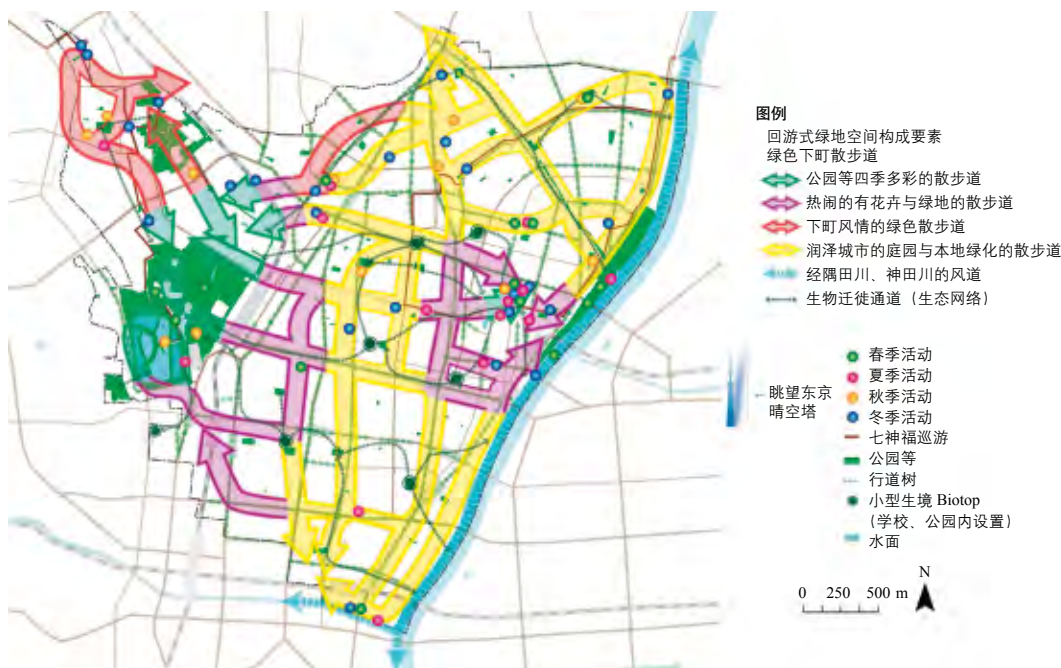 图例
回游式绿地空间构成要素
绿色下町散步道
公园等四季多彩的散步道
热闹的有花卉与绿地的散步道
下町风情的绿色散步道
润泽城市的庭园与本地绿化的散步道
经隅田川、神田川的风道
生物迁徙通道（生态网络）
眺望东京
晴空塔
春季活动
夏季活动
秋季活动
冬季活动
七神福巡游
公园等
行道树
小型生境 Biotop
（学校、公园内设置）
水面
0 250 500 m
N